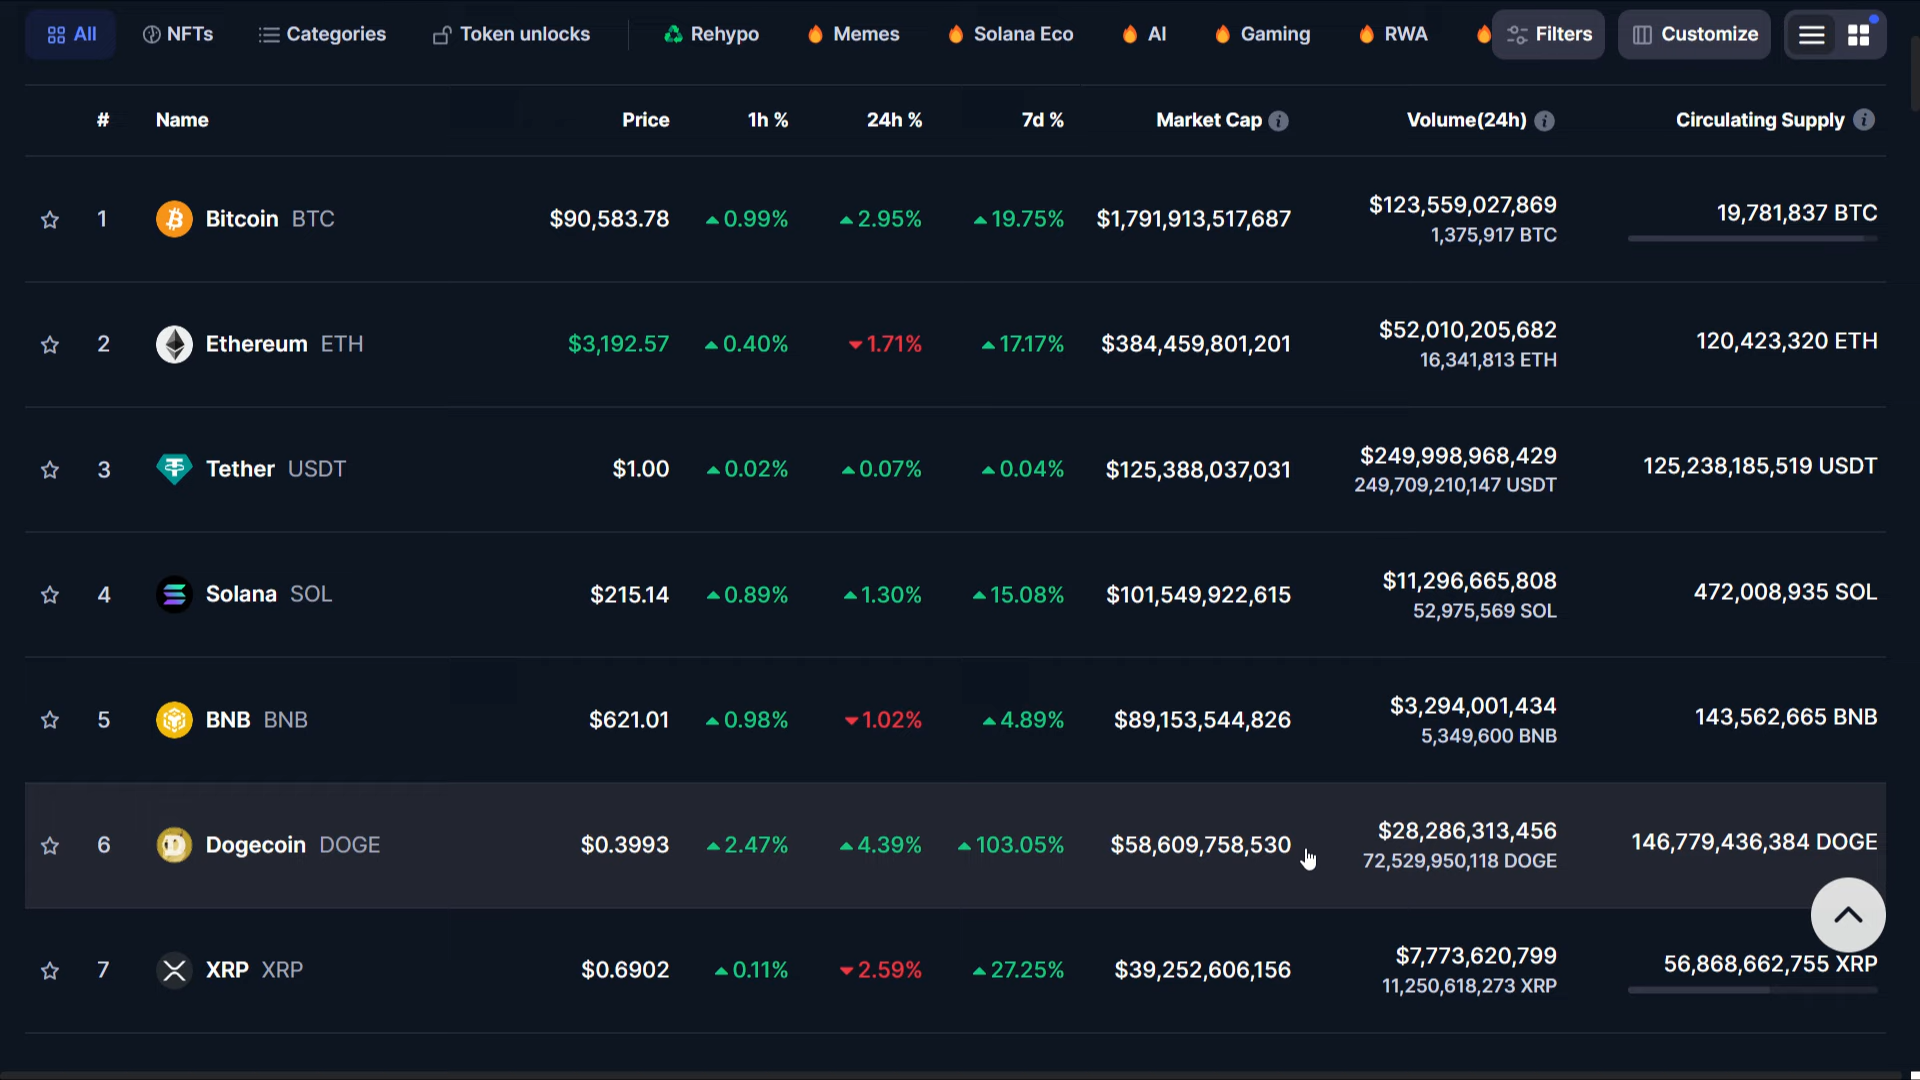 All NFTs Categories Token unlocks Rehypo Memes Solana Eco AI Gaming RWA Filters Customize
# Name Price 1h % 24h % 7d % Market Cap Volume(24h) Circulating Supply
1 Bitcoin BTC $90,583.78 0.99% 2.95% 19.75% $1,791,913,517,687 $123,559,027,869 19,781,837 BTC
1,375,917 BTC
2 Ethereum ETH $3,192.57 0.40% 1.71% 17.17% $384,459,801,201 $52,010,205,682 120,423,320 ETH
16,341,813 ETH
3 Tether USDT $1.00 0.02% 0.07% 0.04% $125,388,037,031 $249,998,968,429 125,238,185,519 USDT
249,709,210,147 USDT
4 Solana SOL $215.14 0.89% 1.30% 15.08% $101,549,922,615 $11,296,665,808 472,008,935 SOL
52,975,569 SOL
5 BNB BNB $621.01 0.98% 1.02% 4.89% $89,153,544,826 $3,294,001,434 143,562,665 BNB
5,349,600 BNB
6 Dogecoin DOGE $0.3993 2.47% 4.39% 103.05% $58,609,758,530 $28,286,313,456 146,779,436,384 DOGE
72,529,950,118 DOGE
7 XRP XRP $0.6902 0.11% 2.59% 27.25% $39,252,606,156 $7,773,620,799 56,868,662,755 XRP
11,250,618,273 XRP